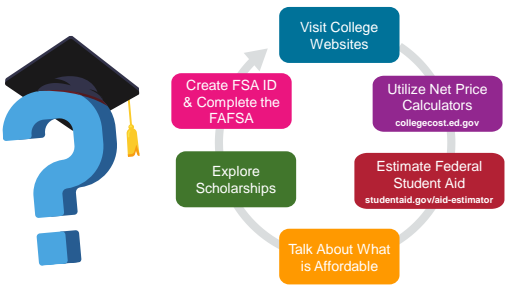 Visit College
Websites
Utilize Net Price
Calculators
collegecost.ed.gov
Estimate Federal
Student Aid
studentaid.gov/aid-estimator
Talk About What
is Affordable
Explore
Scholarships
Create FSA ID
& Complete the
FAFSA
?